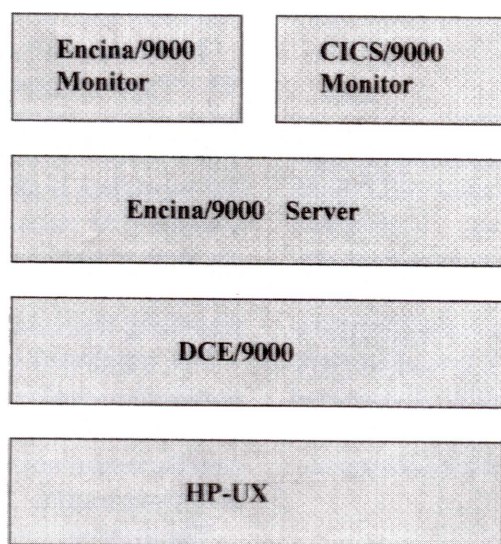 Encina/9000
Monitor
CICS/9000
Monitor
Encina/9000 Server
DCE/9000
HP-UX